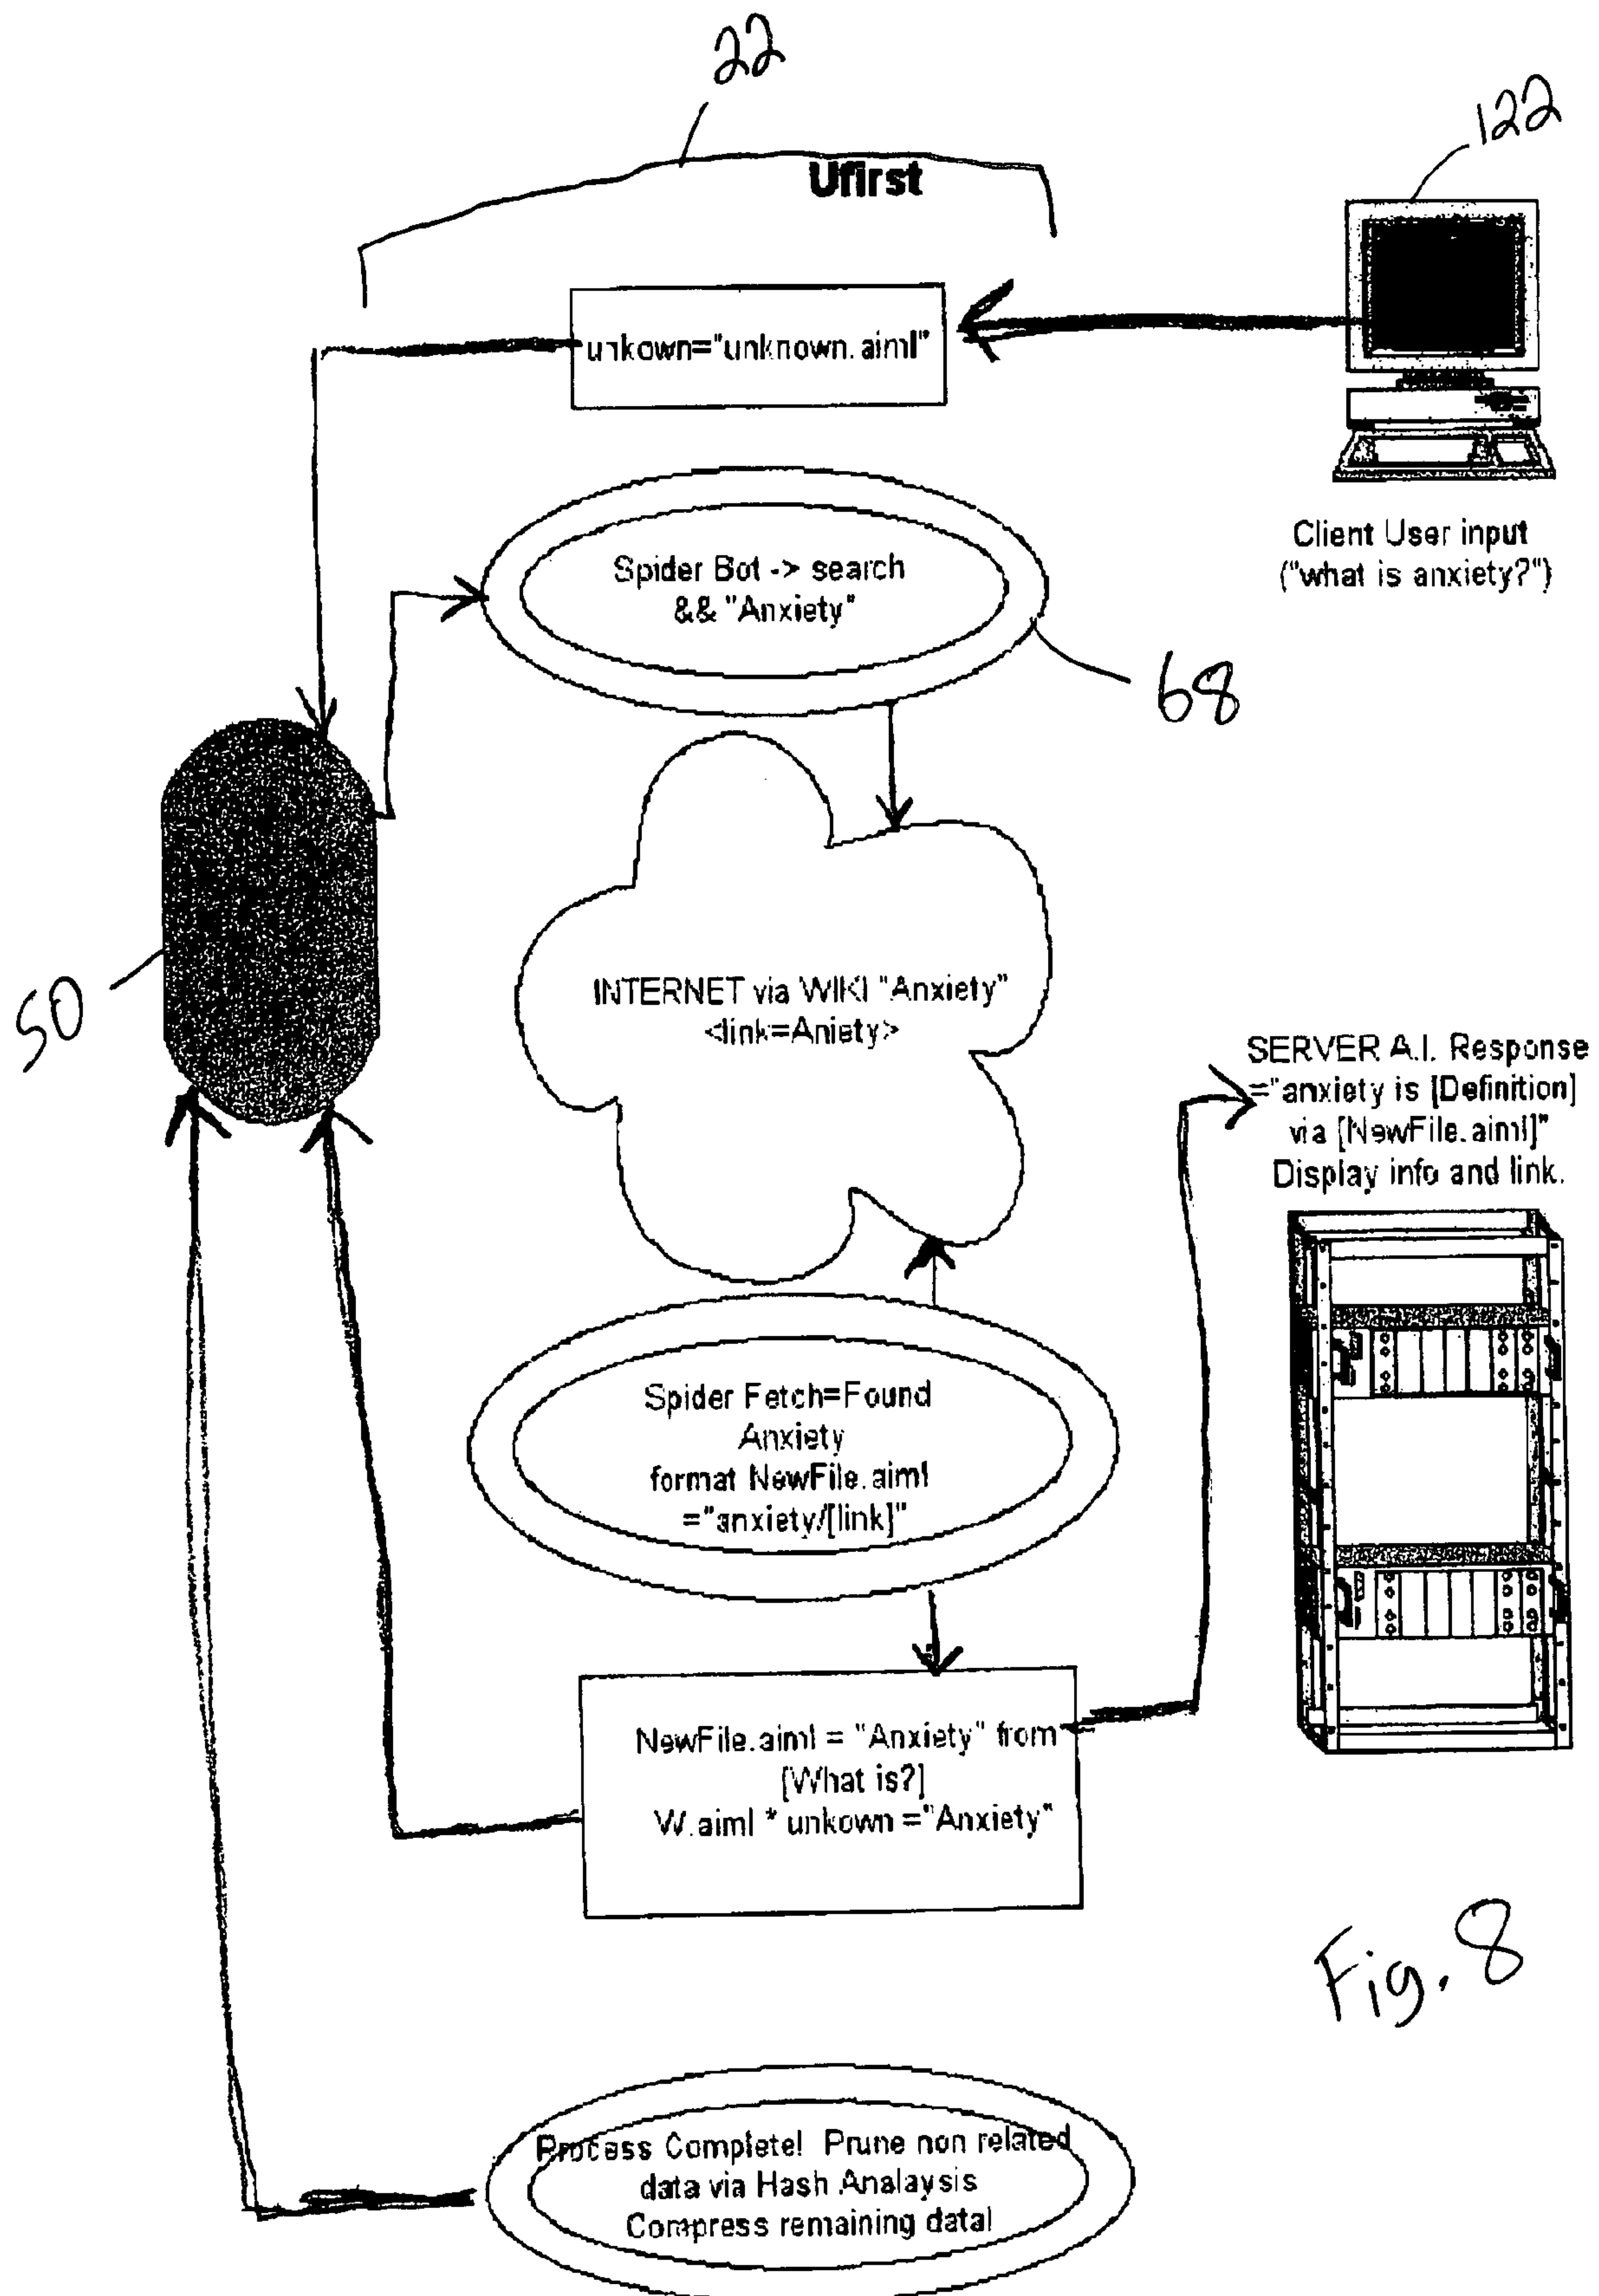 22
122
Ufirst
unkown="unknown.aiml"
Spider Bot -> search
&& "Anxiety"
Client User input
("what is anxiety?")
68
50
INTERNET via WIKI "Anxiety"
<link=Aniety>
SERVER A.I. Response
="anxiety is [Definition]
via [NewFile.aiml]"
Display info and link.
Spider Fetch=Found
Anxiety
format NewFile.aiml
="anxiety/[link]"
NewFile.aiml = "Anxiety" from
[What is?]
W.aiml * unkown ="Anxiety"
Fig. 8
Process Complete! Prune non related
data via Hash Analaysis
Compress remaining data!